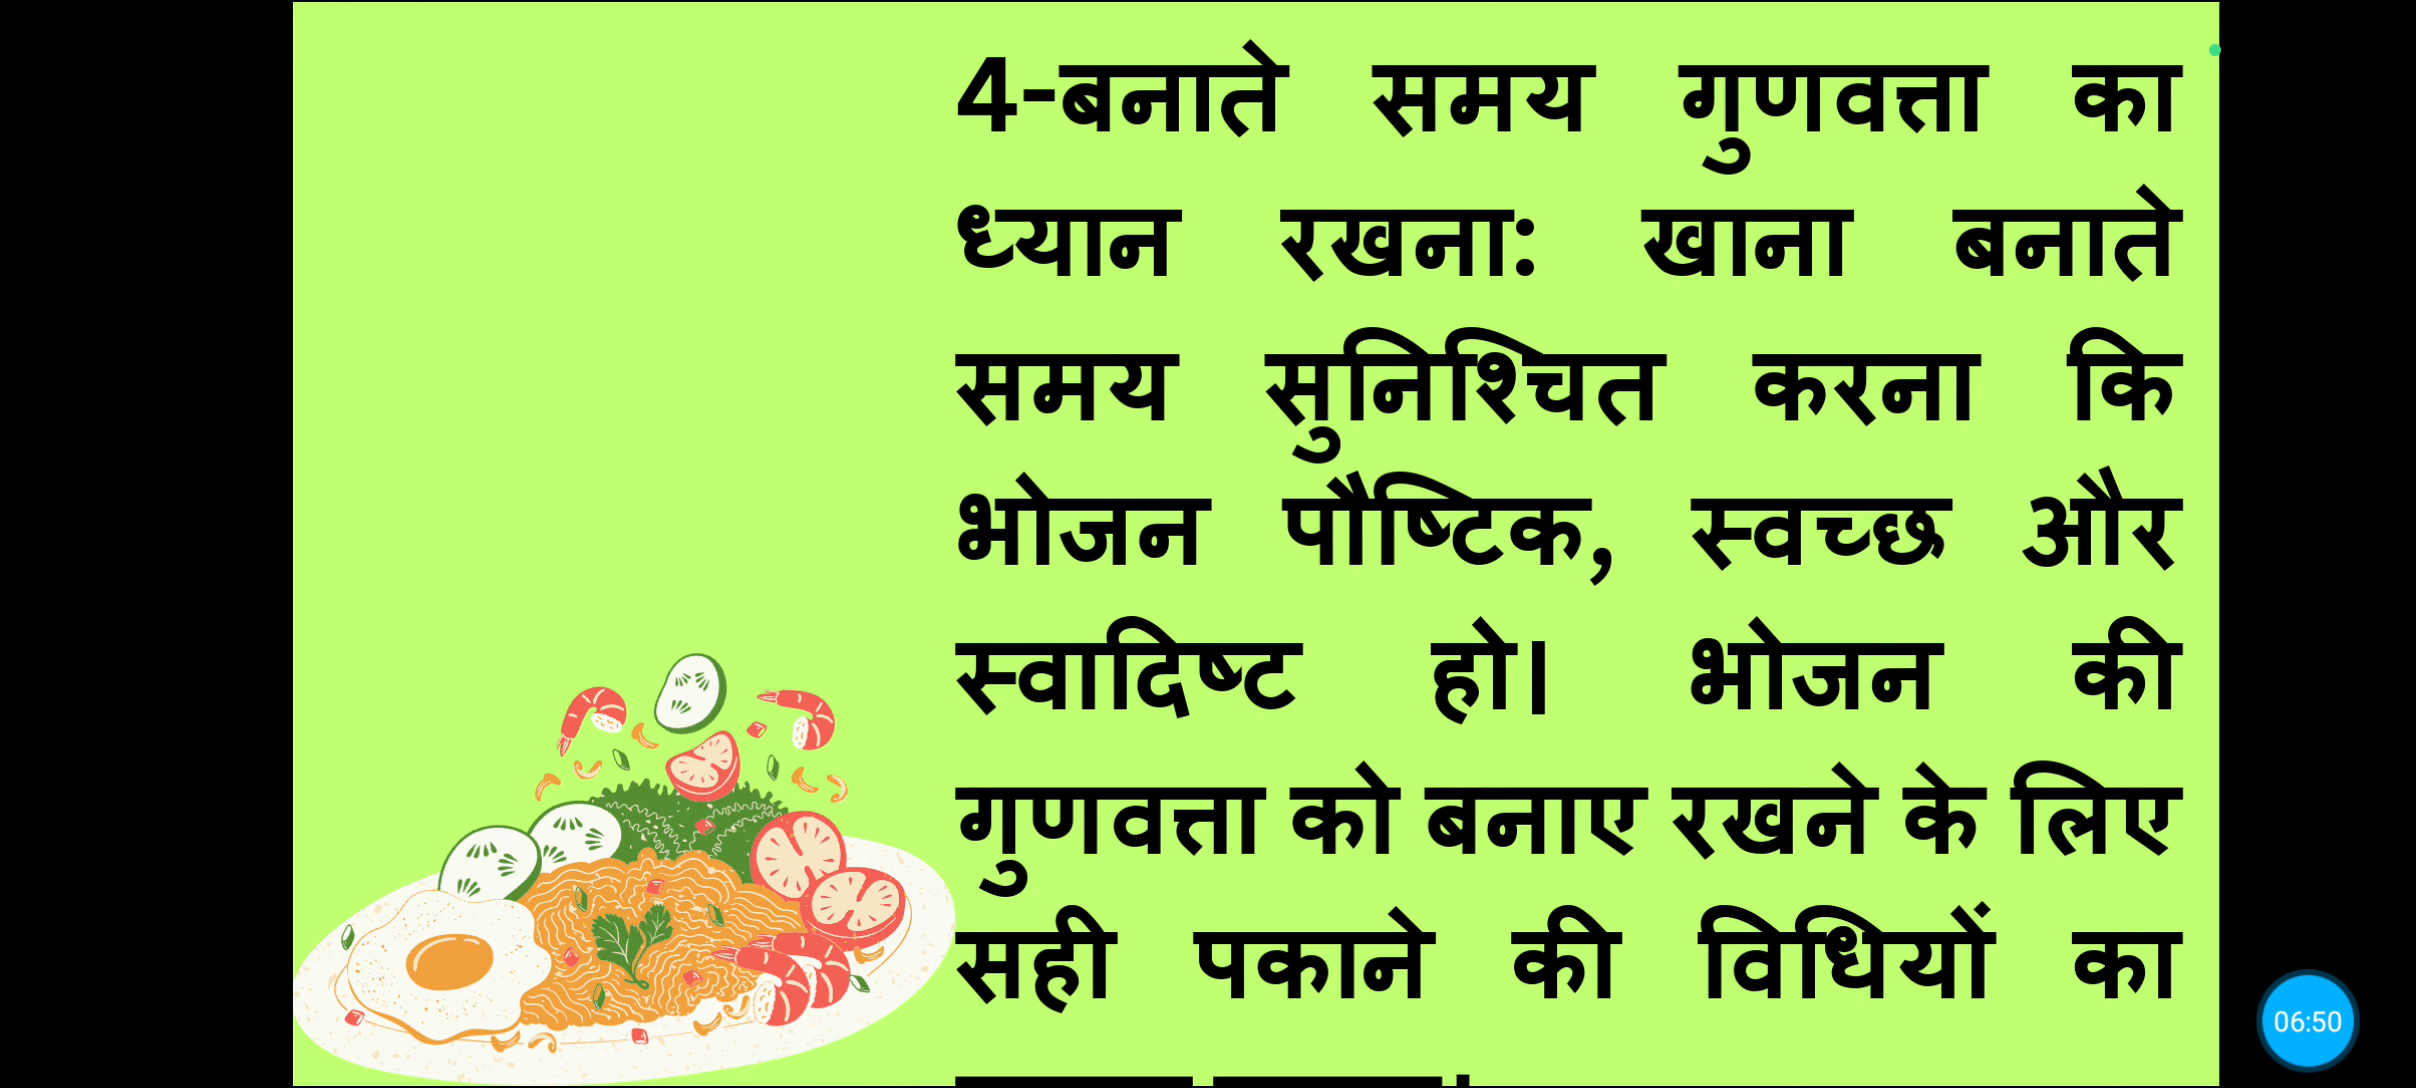 4-बनाते समय गुणवत्ता का
ध्यान रखना: खाना बनाते
समय सुनिश्चित करना कि
भोजन पौष्टिक, स्वच्छ और
स्वादिष्ट हो। भोजन की
गुणवत्ता को बनाए रखने के लिए
सही पकाने की विधियों का
06:50